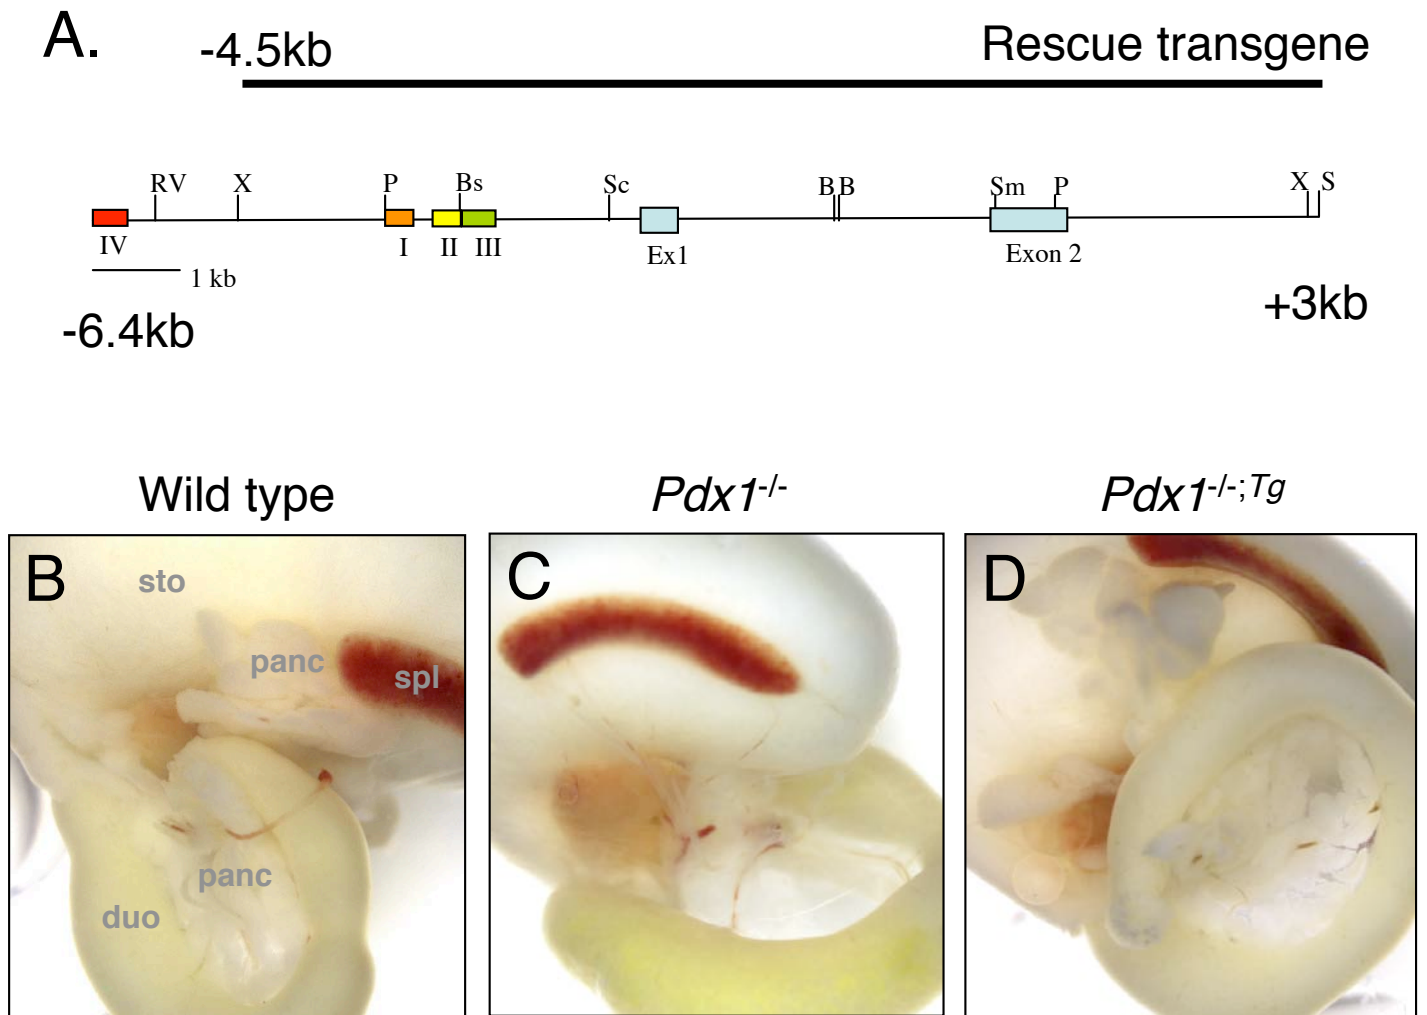 A.
-4.5kb Rescue transgene
RV X P Bs Sc B B Sm P X S
IV I II III Ex1 Exon 2
1 kb
-6.4kb +3kb
Wild type Pdx1-/- Pdx1-/-;Tg
B sto panc spl panc duo
C
D